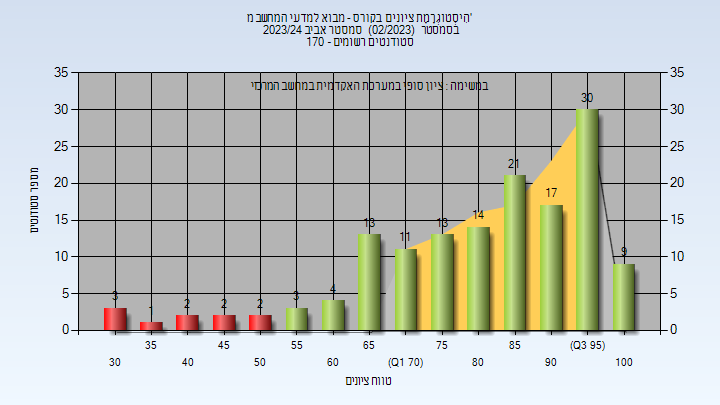 היסטוגרמת ציונים בקורס - מבוא למדעי המחשב מ'
בסמסטר (02/2023) סמסטר אביב 2023/24
סטודנטים רשומים - 170
במשימה : ציון סופי במערכת האקדמית במחשב המרכזי
מספר סטודנטים
35 30 25 20 15 10 5 0
35 30 25 20 15 10 5 0
3 1 2 2 2 3 4 13 11 13 14 21 17 30 9
35 45 55 65 75 85 (Q3 95)
30 40 50 60 (Q1 70) 80 90 100
טווח ציונים